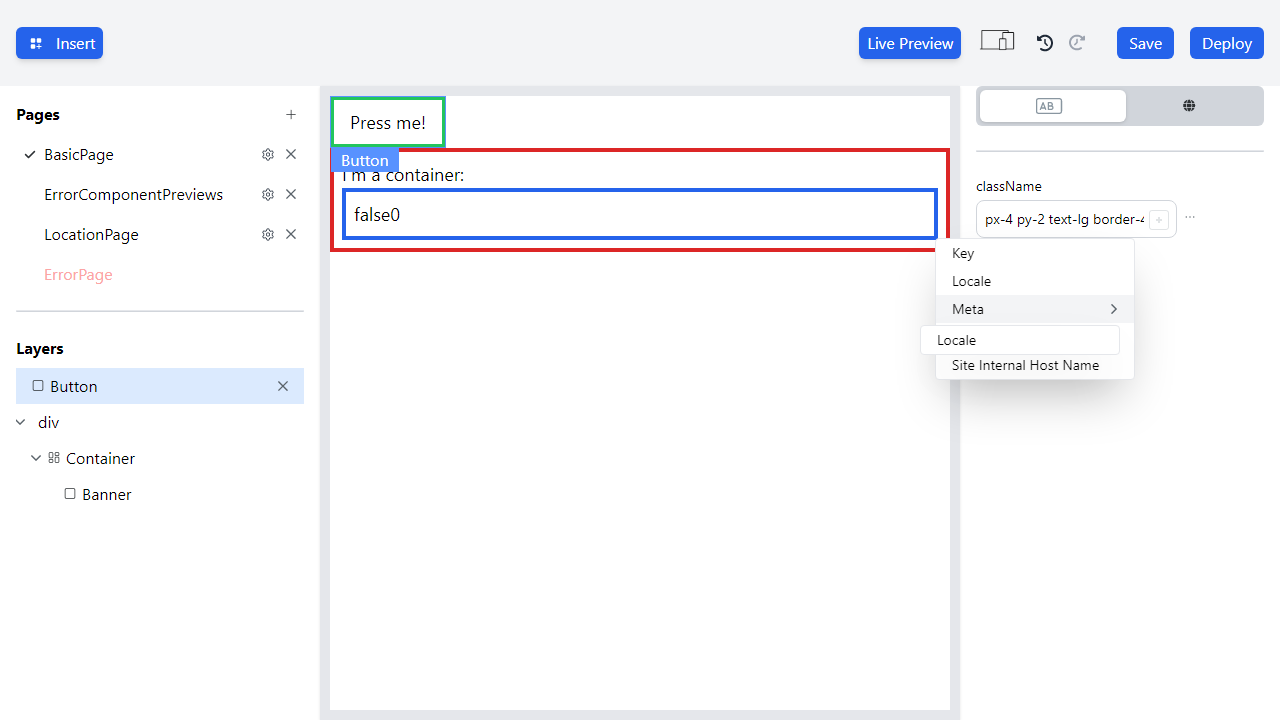 Insert
Live Preview
Save
Deploy
Pages
BasicPage
ErrorComponentPreviews
LocationPage
ErrorPage
Layers
Button
div
Container
Banner
Press me!
Button
I'm a container:
false0
AB
className
px-4 py-2 text-lg border-4
Key
Locale
Meta
Locale
Site Internal Host Name